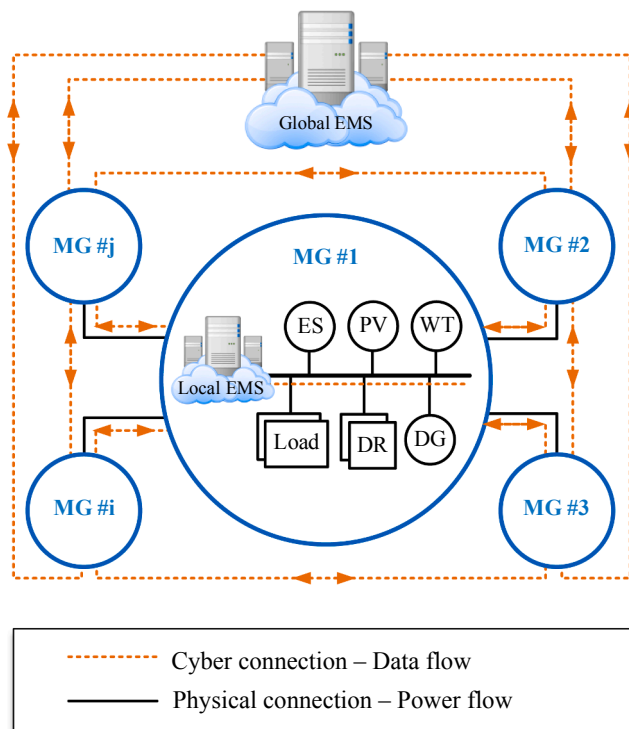 Global EMS
MG #j
MG #2
MG #1
ES
PV
WT
Local EMS
Load
DR
DG
MG #i
MG #3
Cyber connection – Data flow
Physical connection – Power flow